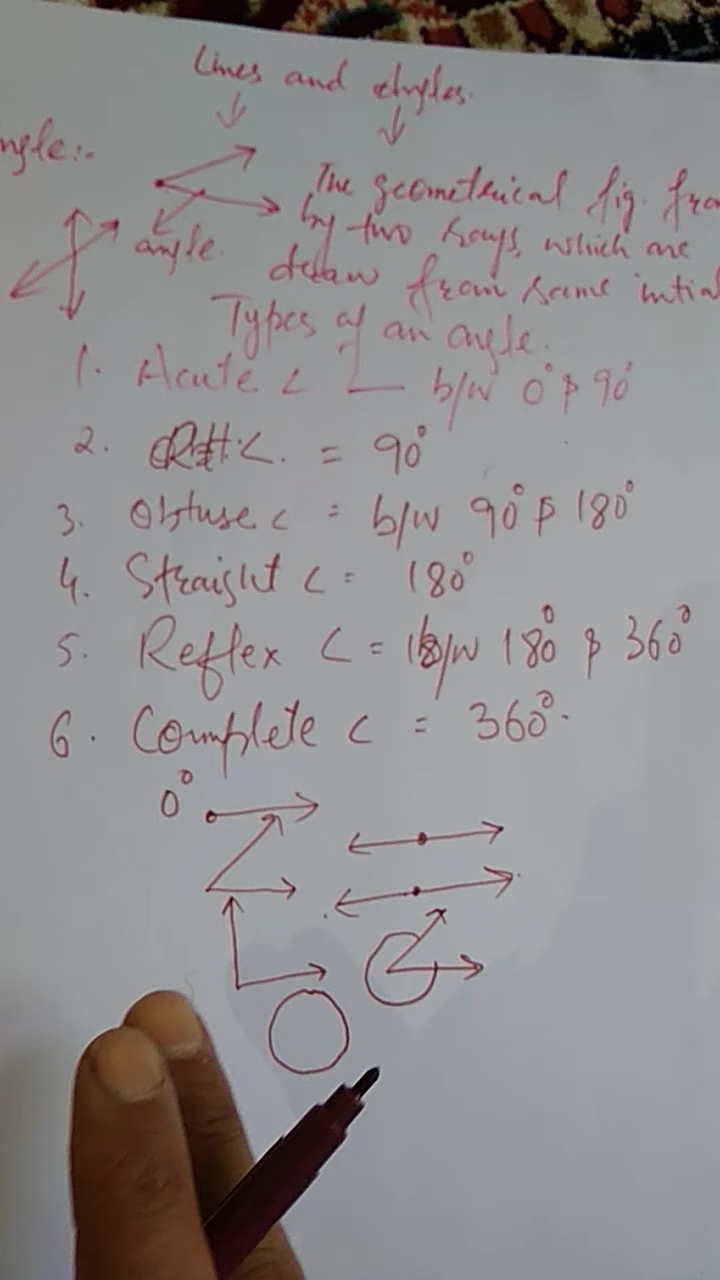 Lines and Angles.
ngle:-
The geometrical fig. from
by two rays, which are
angle. draw from same intial
Types of an angle.
1. Acute ∠ b/w 0° & 90°
2. Rt. ∠. = 90°
3. Obtuse ∠ = b/w 90° & 180°
4. Straight ∠ = 180°
5. Reflex ∠ = b/w 180° & 360°
6. Complete ∠ = 360°.
0°